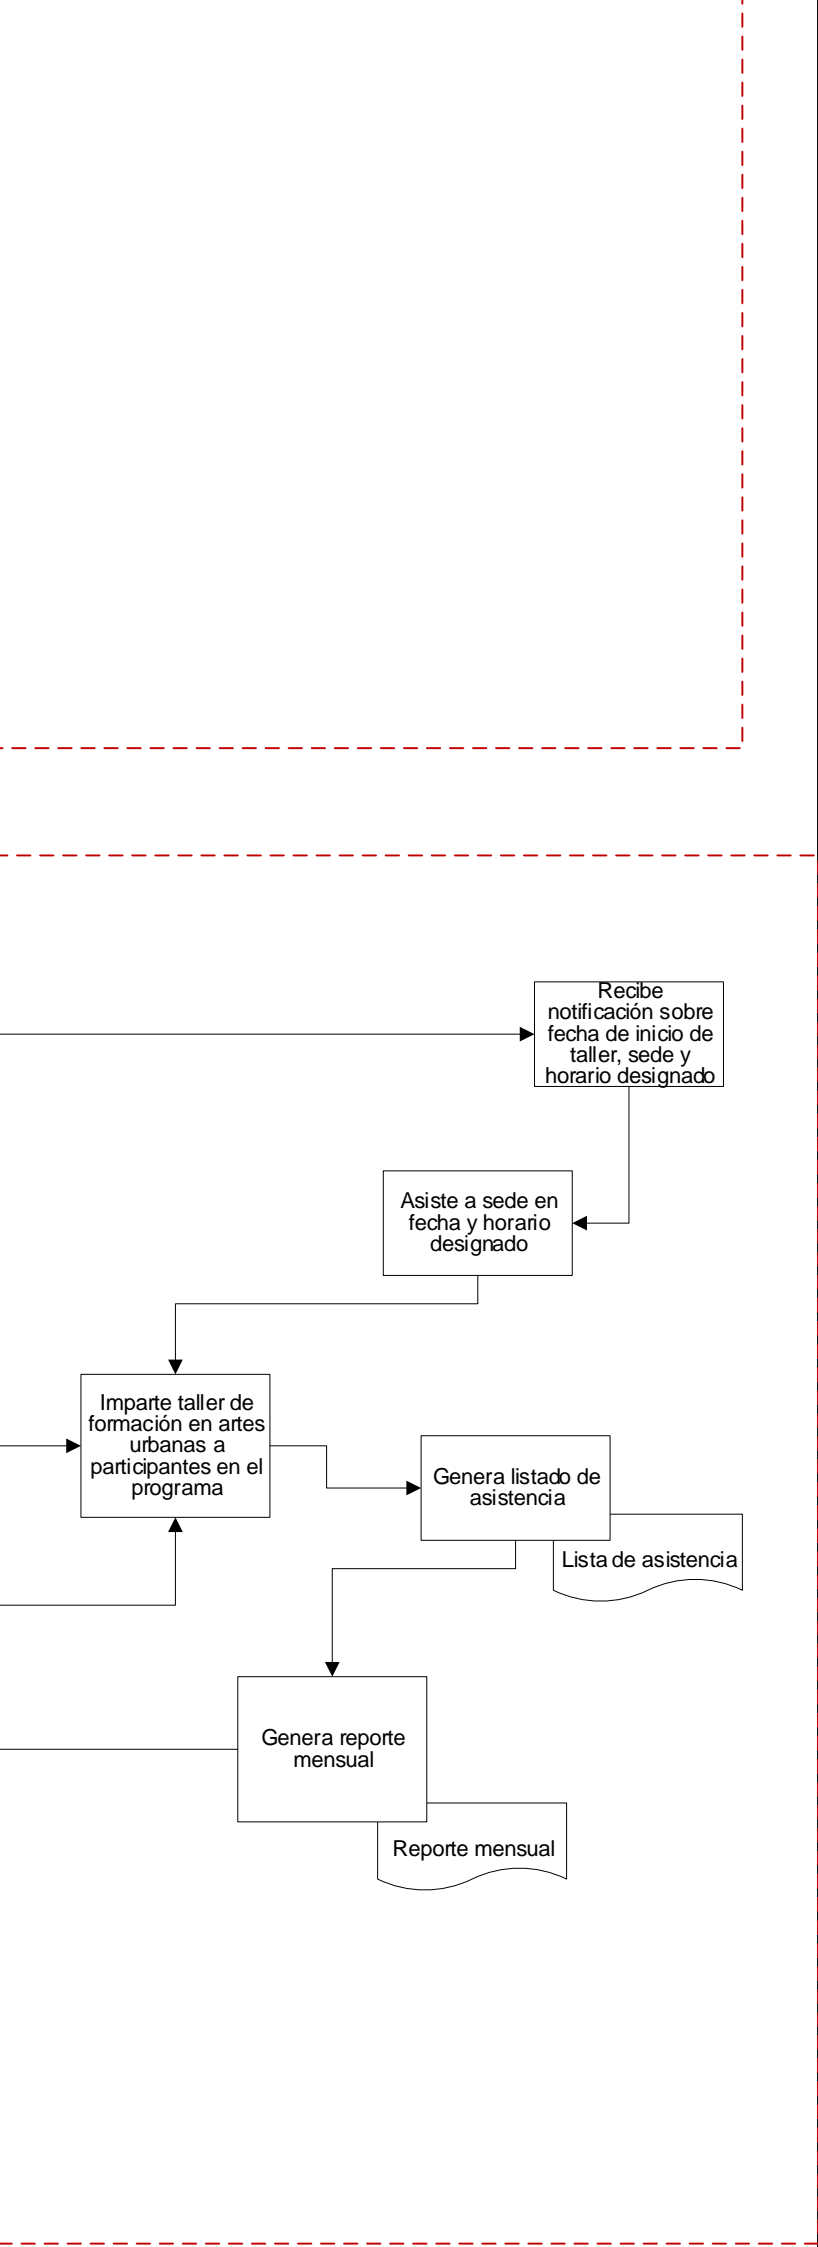 Recibe
notificación sobre
fecha de inicio de
taller, sede y
horario designado
Asiste a sede en
fecha y horario
designado
Imparte taller de
formación en artes
urbanas a
participantes en el
programa
Genera listado de
asistencia
Lista de asistencia
Genera reporte
mensual
Reporte mensual